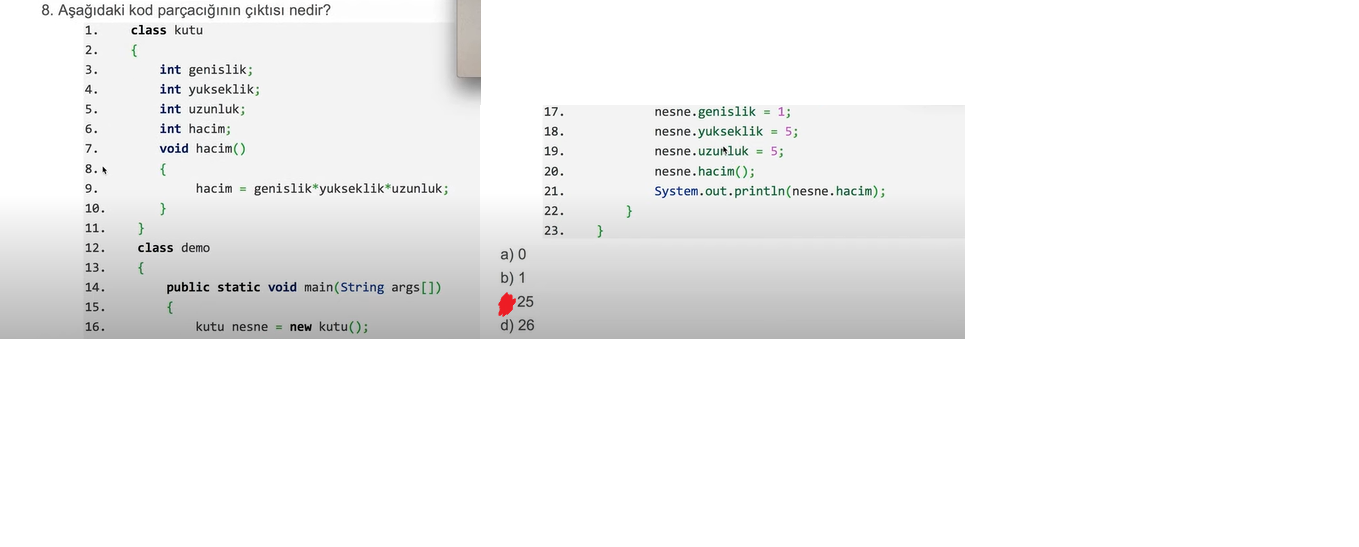 8. Aşağıdaki kod parçacığının çıktısı nedir?
1. class kutu
2. {
3. int genislik;
4. int yukseklik;
5. int uzunluk;
6. int hacim;
7. void hacim()
8. {
9. hacim = genislik*yukseklik*uzunluk;
10. }
11. }
12. class demo
13. {
14. public static void main(String args[])
15. {
16. kutu nesne = new kutu();
17. nesne.genislik = 1;
18. nesne.yukseklik = 5;
19. nesne.uzunluk = 5;
20. nesne.hacim();
21. System.out.println(nesne.hacim);
22. }
23. }
a) 0
b) 1
25
d) 26